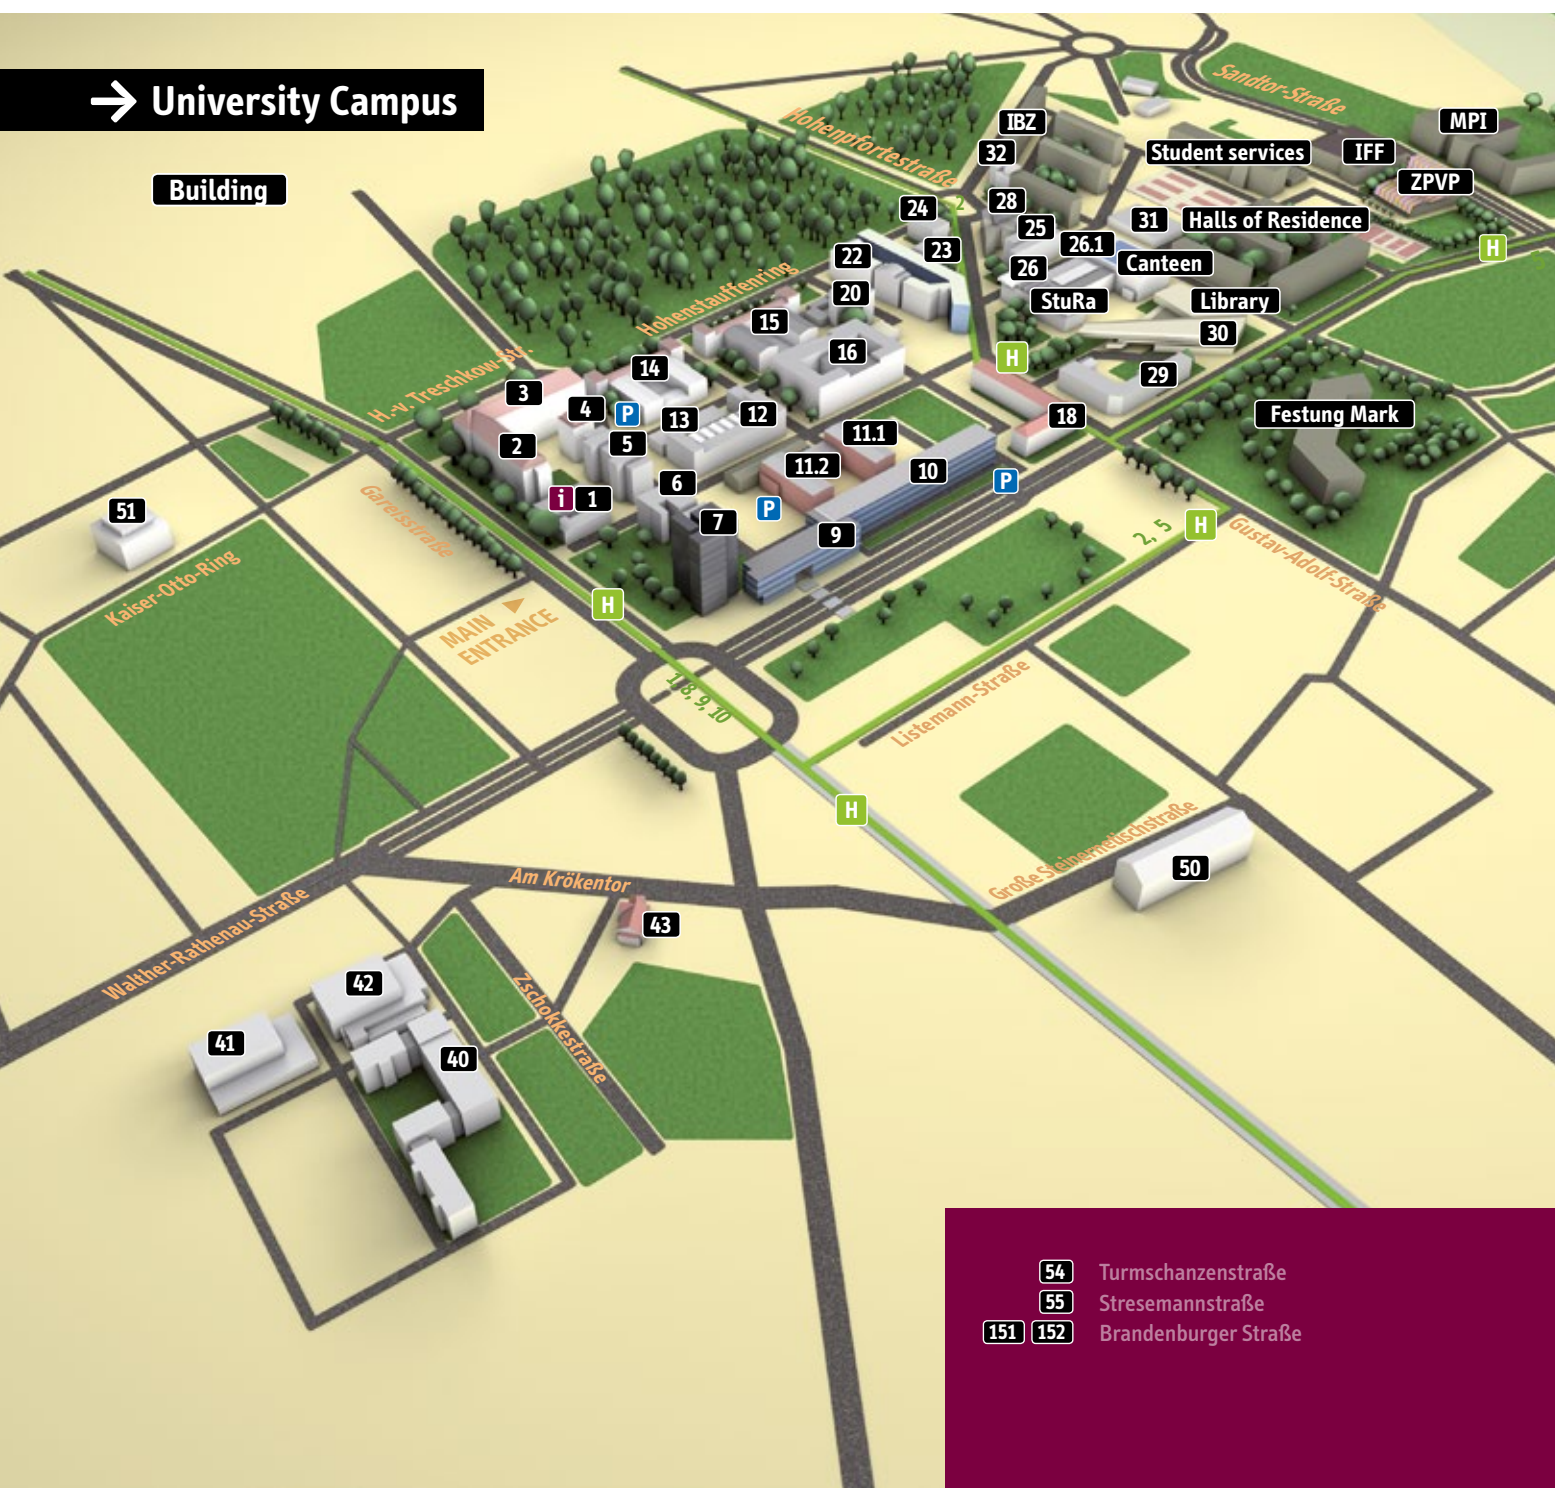 → University Campus
Building
Sandtor-Straße
Hohenpfortestraße
IBZ
MPI
32
Student services
IFF
ZPVP
24
2
28
31
Halls of Residence
25
23
26.1
H
22
26
Canteen
20
StuRa
Library
Hohenstauffenring
15
30
16
H
29
H.-v. Treschkow-Str.
14
3
4
P
13
12
18
Festung Mark
2
5
11.1
11.2
10
6
P
i
1
P
51
7
9
2, 5
H
Gustav-Adolf-Straße
Gareisstraße
Kaiser-Otto-Ring
H
MAIN
ENTRANCE
1, 8, 9, 10
Listemann-Straße
H
Große Steinernetischstraße
50
Am Krökentor
43
Walther-Rathenau-Straße
42
Zschokkestraße
41
40
54 Turmschanzenstraße
55 Stresemannstraße
151 152 Brandenburger Straße